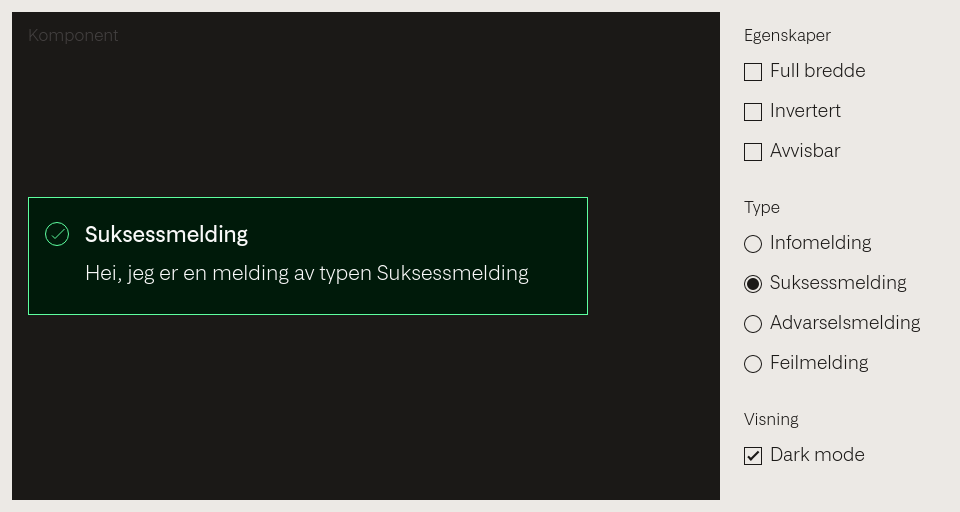 Komponent
Suksessmelding
Hei, jeg er en melding av typen Suksessmelding
Egenskaper
Full bredde
Invertert
Avvisbar
Type
Infomelding
Suksessmelding
Advarselsmelding
Feilmelding
Visning
Dark mode